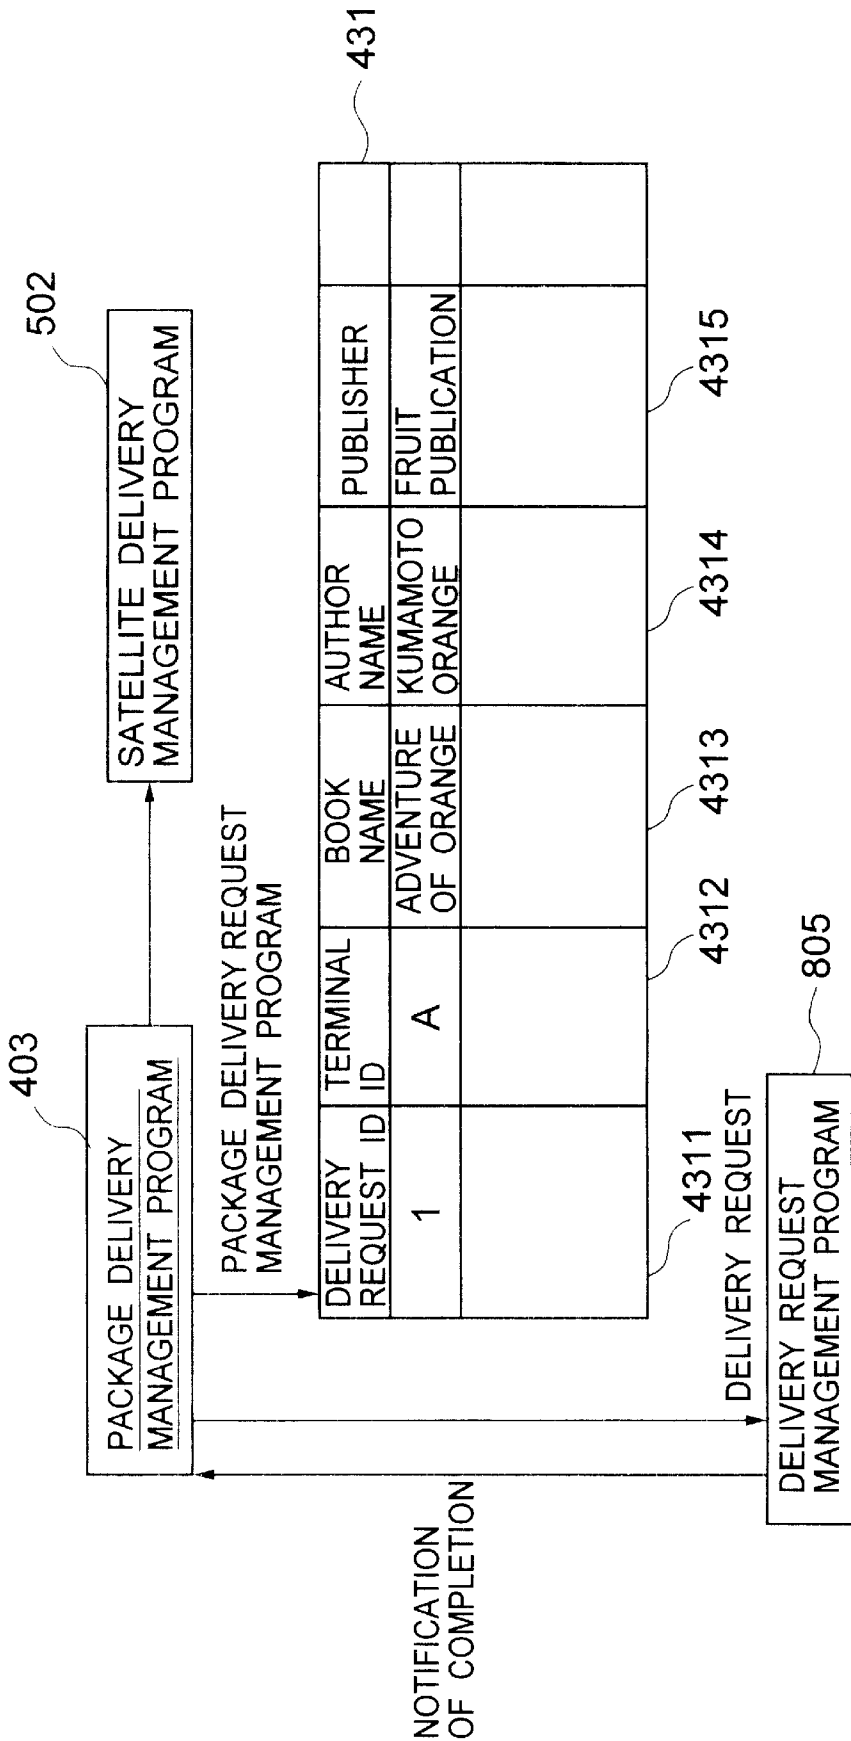 403
PACKAGE DELIVERY
MANAGEMENT PROGRAM
502
SATELLITE DELIVERY
MANAGEMENT PROGRAM
PACKAGE DELIVERY REQUEST
MANAGEMENT PROGRAM
431
DELIVERY
REQUEST ID
TERMINAL
ID
BOOK
NAME
AUTHOR
NAME
PUBLISHER
1
A
ADVENTURE
OF ORANGE
KUMAMOTO
ORANGE
FRUIT
PUBLICATION
4311
4312
4313
4314
4315
NOTIFICATION
OF COMPLETION
DELIVERY REQUEST
805
DELIVERY REQUEST
MANAGEMENT PROGRAM